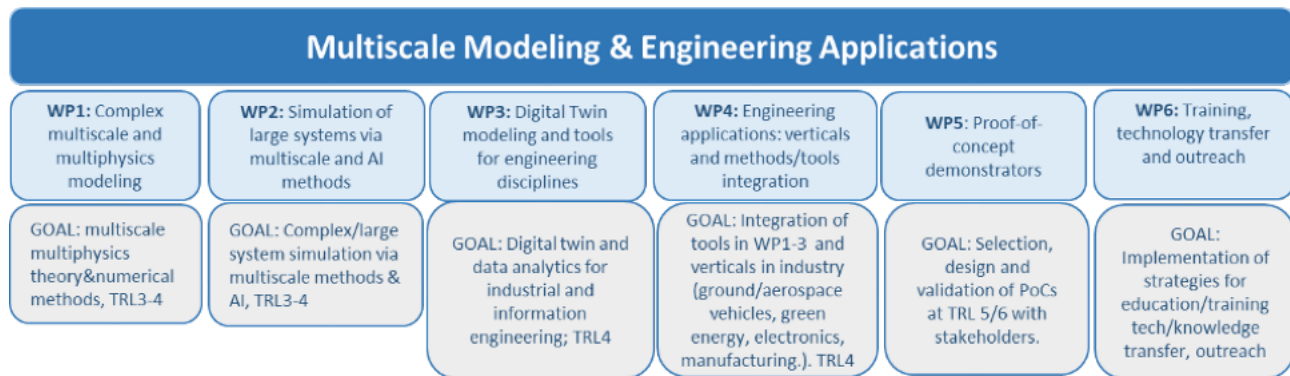 Multiscale Modeling & Engineering Applications
WP1: Complex
multiscale and
multiphysics
modeling
WP2: Simulation of
large systems via
multiscale and AI
methods
WP3: Digital Twin
modeling and tools
for engineering
disciplines
WP4: Engineering
applications: verticals
and methods/tools
integration
WP5: Proof-of-
concept
demonstrators
WP6: Training,
technology transfer
and outreach
GOAL: multiscale
multiphysics
theory&numerical
methods, TRL3-4
GOAL: Complex/large
system simulation via
multiscale methods &
AI, TRL3-4
GOAL: Digital twin and
data analytics for
industrial and
information
engineering; TRL4
GOAL: Integration of
tools in WP1-3 and
verticals in industry
(ground/aerospace
vehicles, green
energy, electronics,
manufacturing.). TRL4
GOAL: Selection,
design and
validation of PoCs
at TRL 5/6 with
stakeholders.
GOAL:
Implementation of
strategies for
education/training
tech/knowledge
transfer, outreach